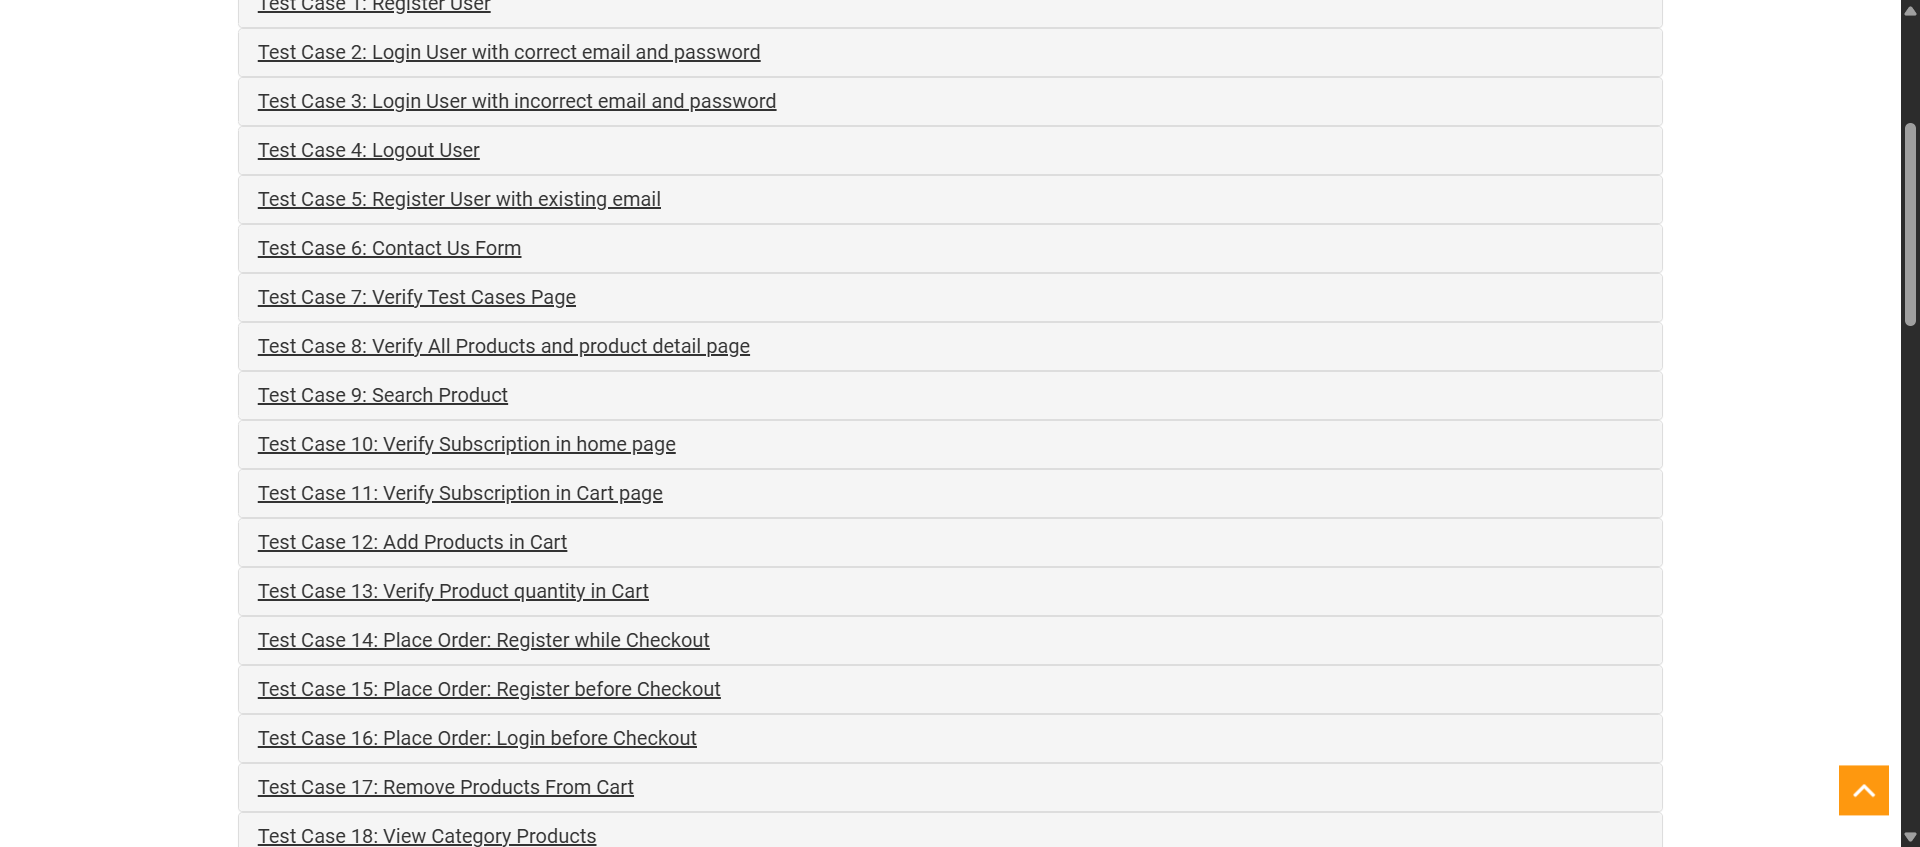 Test Case 1: Register User
Test Case 2: Login User with correct email and password
Test Case 3: Login User with incorrect email and password
Test Case 4: Logout User
Test Case 5: Register User with existing email
Test Case 6: Contact Us Form
Test Case 7: Verify Test Cases Page
Test Case 8: Verify All Products and product detail page
Test Case 9: Search Product
Test Case 10: Verify Subscription in home page
Test Case 11: Verify Subscription in Cart page
Test Case 12: Add Products in Cart
Test Case 13: Verify Product quantity in Cart
Test Case 14: Place Order: Register while Checkout
Test Case 15: Place Order: Register before Checkout
Test Case 16: Place Order: Login before Checkout
Test Case 17: Remove Products From Cart
Test Case 18: View Category Products